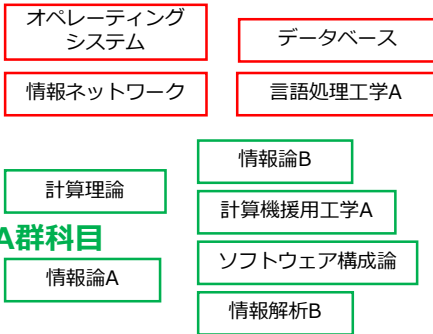 オペレーティング
システム
データベース
情報ネットワーク
言語処理工学A
情報論B
計算理論
計算機援用工学A
A群科目
ソフトウェア構成論
情報論A
情報解析B